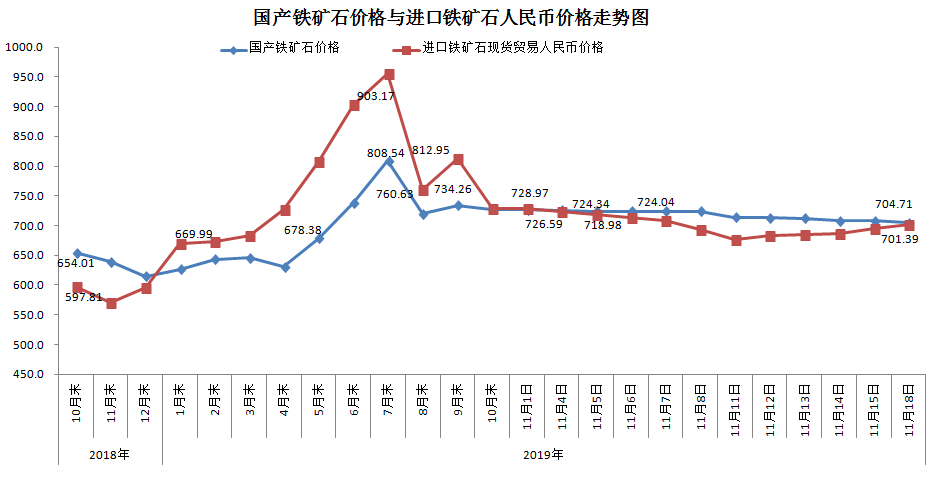 国产铁矿石价格与进口铁矿石人民币价格走势图
国产铁矿石价格
进口铁矿石现货贸易人民币价格
1000.0
950.0
900.0
850.0
800.0
750.0
700.0
650.0
600.0
550.0
500.0
450.0
654.01
597.81
669.99
678.38
903.17
808.54
760.63
812.95
734.26
728.97
726.59
724.34
718.98
724.04
704.71
701.39
10月末
11月末
12月末
1月末
2月末
3月末
4月末
5月末
6月末
7月末
8月末
9月末
10月末
11月1日
11月4日
11月5日
11月6日
11月7日
11月8日
11月11日
11月12日
11月13日
11月14日
11月15日
11月18日
2018年
2019年